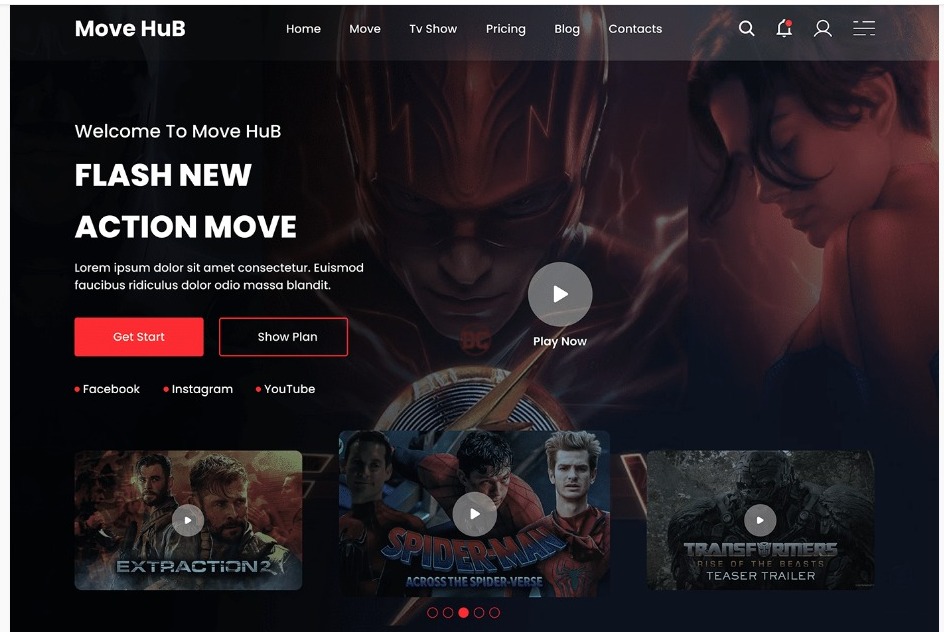 Move HuB
Home Move Tv Show Pricing Blog Contacts
Welcome To Move HuB
FLASH NEW
ACTION MOVE
Lorem ipsum dolor sit amet consectetur. Euismod
faucibus ridiculus dolor odio massa blandit.
Get Start Show Plan
Play Now
Facebook Instagram YouTube
DC
EXTRACTION 2
SPIDER-MAN
ACROSS THE SPIDER-VERSE
TRANSFORMERS
RISE OF THE BEASTS
TEASER TRAILER